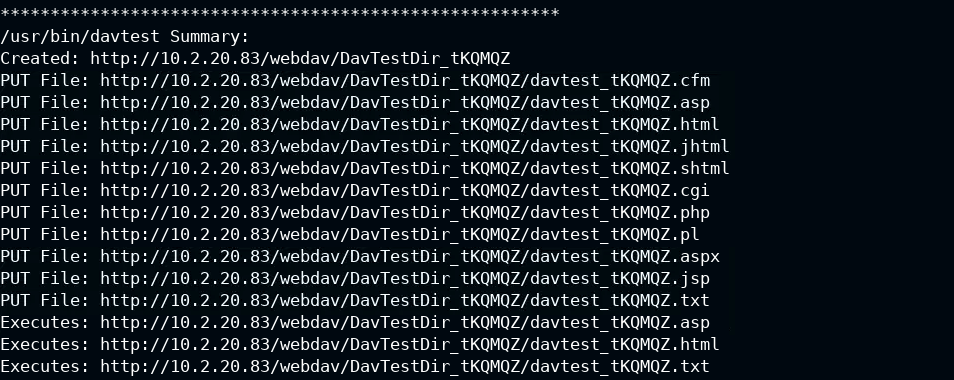 ********************************************************
/usr/bin/davtest Summary:
Created: http://10.2.20.83/webdav/DavTestDir_tKQMQZ
PUT File: http://10.2.20.83/webdav/DavTestDir_tKQMQZ/davtest_tKQMQZ.cfm
PUT File: http://10.2.20.83/webdav/DavTestDir_tKQMQZ/davtest_tKQMQZ.asp
PUT File: http://10.2.20.83/webdav/DavTestDir_tKQMQZ/davtest_tKQMQZ.html
PUT File: http://10.2.20.83/webdav/DavTestDir_tKQMQZ/davtest_tKQMQZ.jhtml
PUT File: http://10.2.20.83/webdav/DavTestDir_tKQMQZ/davtest_tKQMQZ.shtml
PUT File: http://10.2.20.83/webdav/DavTestDir_tKQMQZ/davtest_tKQMQZ.cgi
PUT File: http://10.2.20.83/webdav/DavTestDir_tKQMQZ/davtest_tKQMQZ.php
PUT File: http://10.2.20.83/webdav/DavTestDir_tKQMQZ/davtest_tKQMQZ.pl
PUT File: http://10.2.20.83/webdav/DavTestDir_tKQMQZ/davtest_tKQMQZ.aspx
PUT File: http://10.2.20.83/webdav/DavTestDir_tKQMQZ/davtest_tKQMQZ.jsp
PUT File: http://10.2.20.83/webdav/DavTestDir_tKQMQZ/davtest_tKQMQZ.txt
Executes: http://10.2.20.83/webdav/DavTestDir_tKQMQZ/davtest_tKQMQZ.asp
Executes: http://10.2.20.83/webdav/DavTestDir_tKQMQZ/davtest_tKQMQZ.html
Executes: http://10.2.20.83/webdav/DavTestDir_tKQMQZ/davtest_tKQMQZ.txt